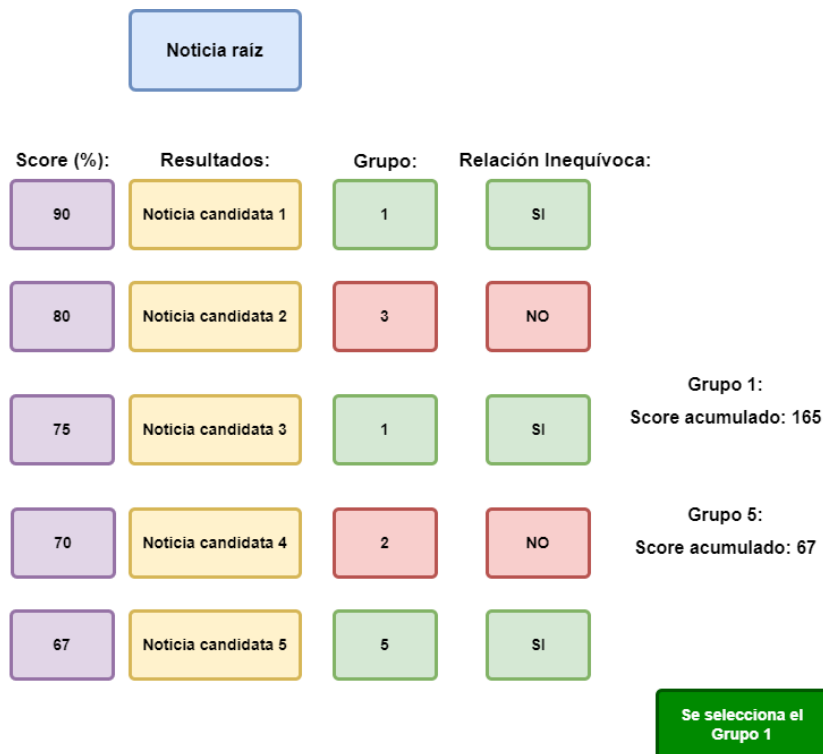 Noticia raíz
Score (%): Resultados: Grupo: Relación Inequívoca:
90 Noticia candidata 1 1 SI
80 Noticia candidata 2 3 NO
Grupo 1:
Score acumulado: 165
75 Noticia candidata 3 1 SI
Grupo 5:
70 Noticia candidata 4 2 NO
Score acumulado: 67
67 Noticia candidata 5 5 SI
Se selecciona el
Grupo 1